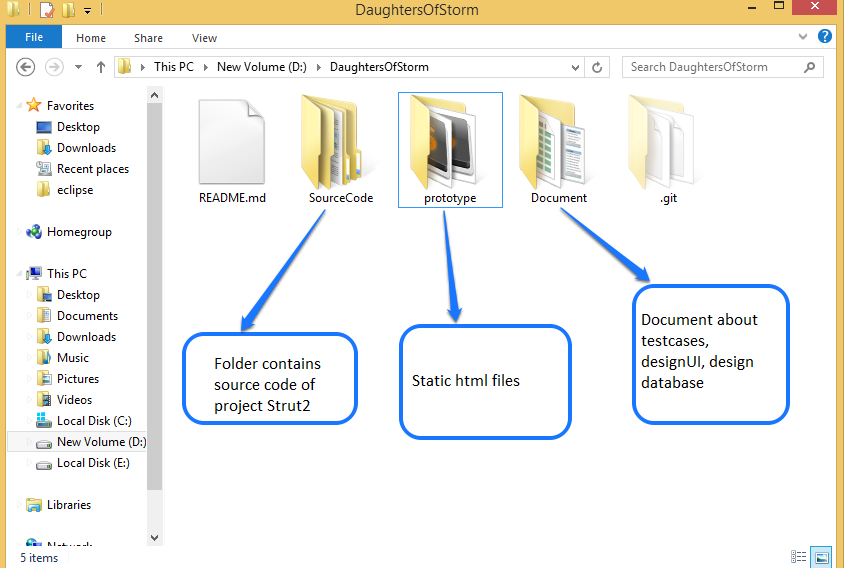 DaughtersOfStorm
File Home Share View
This PC New Volume (D:) DaughtersOfStorm
Search DaughtersOfStorm
Favorites
Desktop
Downloads
Recent places
eclipse
Homegroup
This PC
Desktop
Documents
Downloads
Music
Pictures
Videos
Local Disk (C:)
New Volume (D:)
Local Disk (E:)
Libraries
Network
README.md
SourceCode
prototype
Document
.git
Folder contains
source code of
project Strut2
Static html files
Document about
testcases,
designUI, design
database
5 items